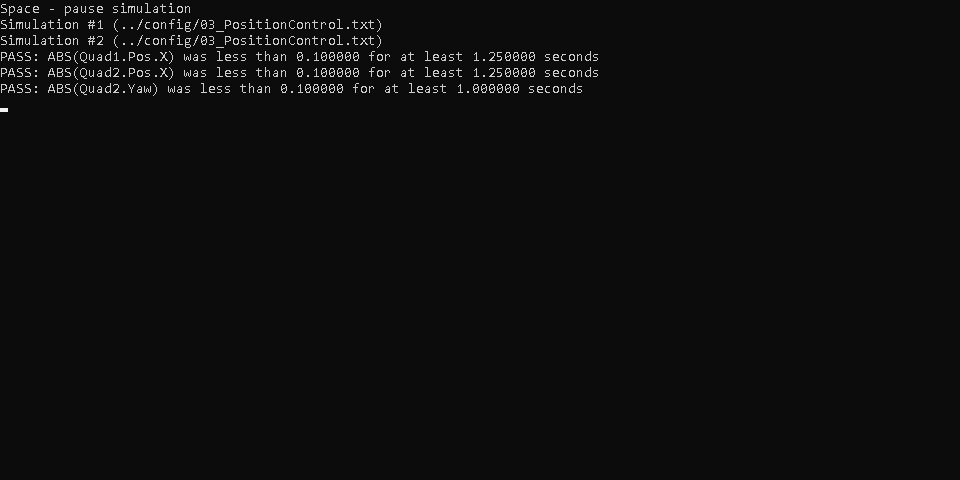 Space - pause simulation
Simulation #1 (../config/03_PositionControl.txt)
Simulation #2 (../config/03_PositionControl.txt)
PASS: ABS(Quad1.Pos.X) was less than 0.100000 for at least 1.250000 seconds
PASS: ABS(Quad2.Pos.X) was less than 0.100000 for at least 1.250000 seconds
PASS: ABS(Quad2.Yaw) was less than 0.100000 for at least 1.000000 seconds